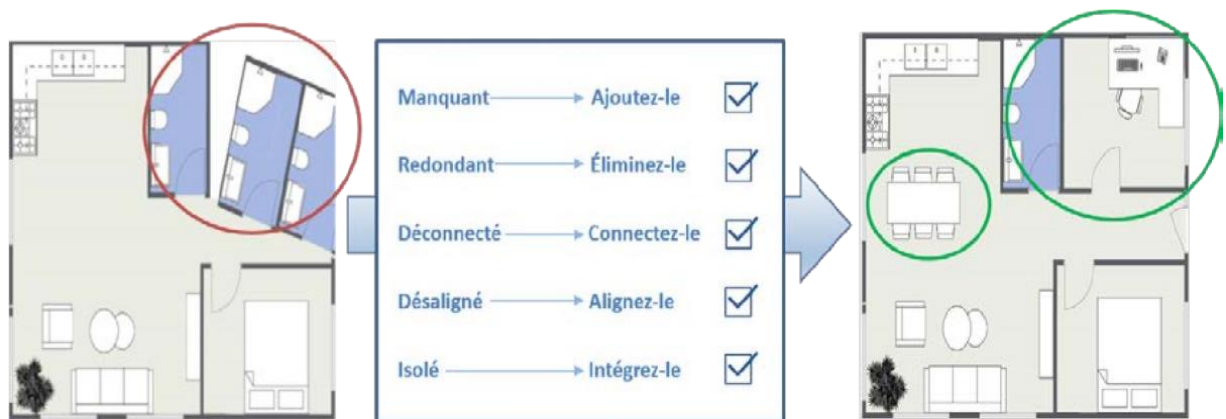 Manquant Ajoutez-le
Redondant Éliminez-le
Déconnecté Connectez-le
Désaligné Alignez-le
Isolé Intégrez-le